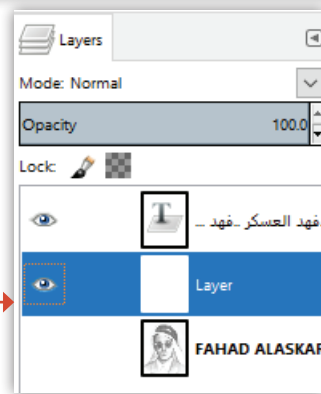 Layers
Mode: Normal
Opacity 100.0
Lock:
فهد العسكر ..فهد ...
Layer
FAHAD ALASKAR